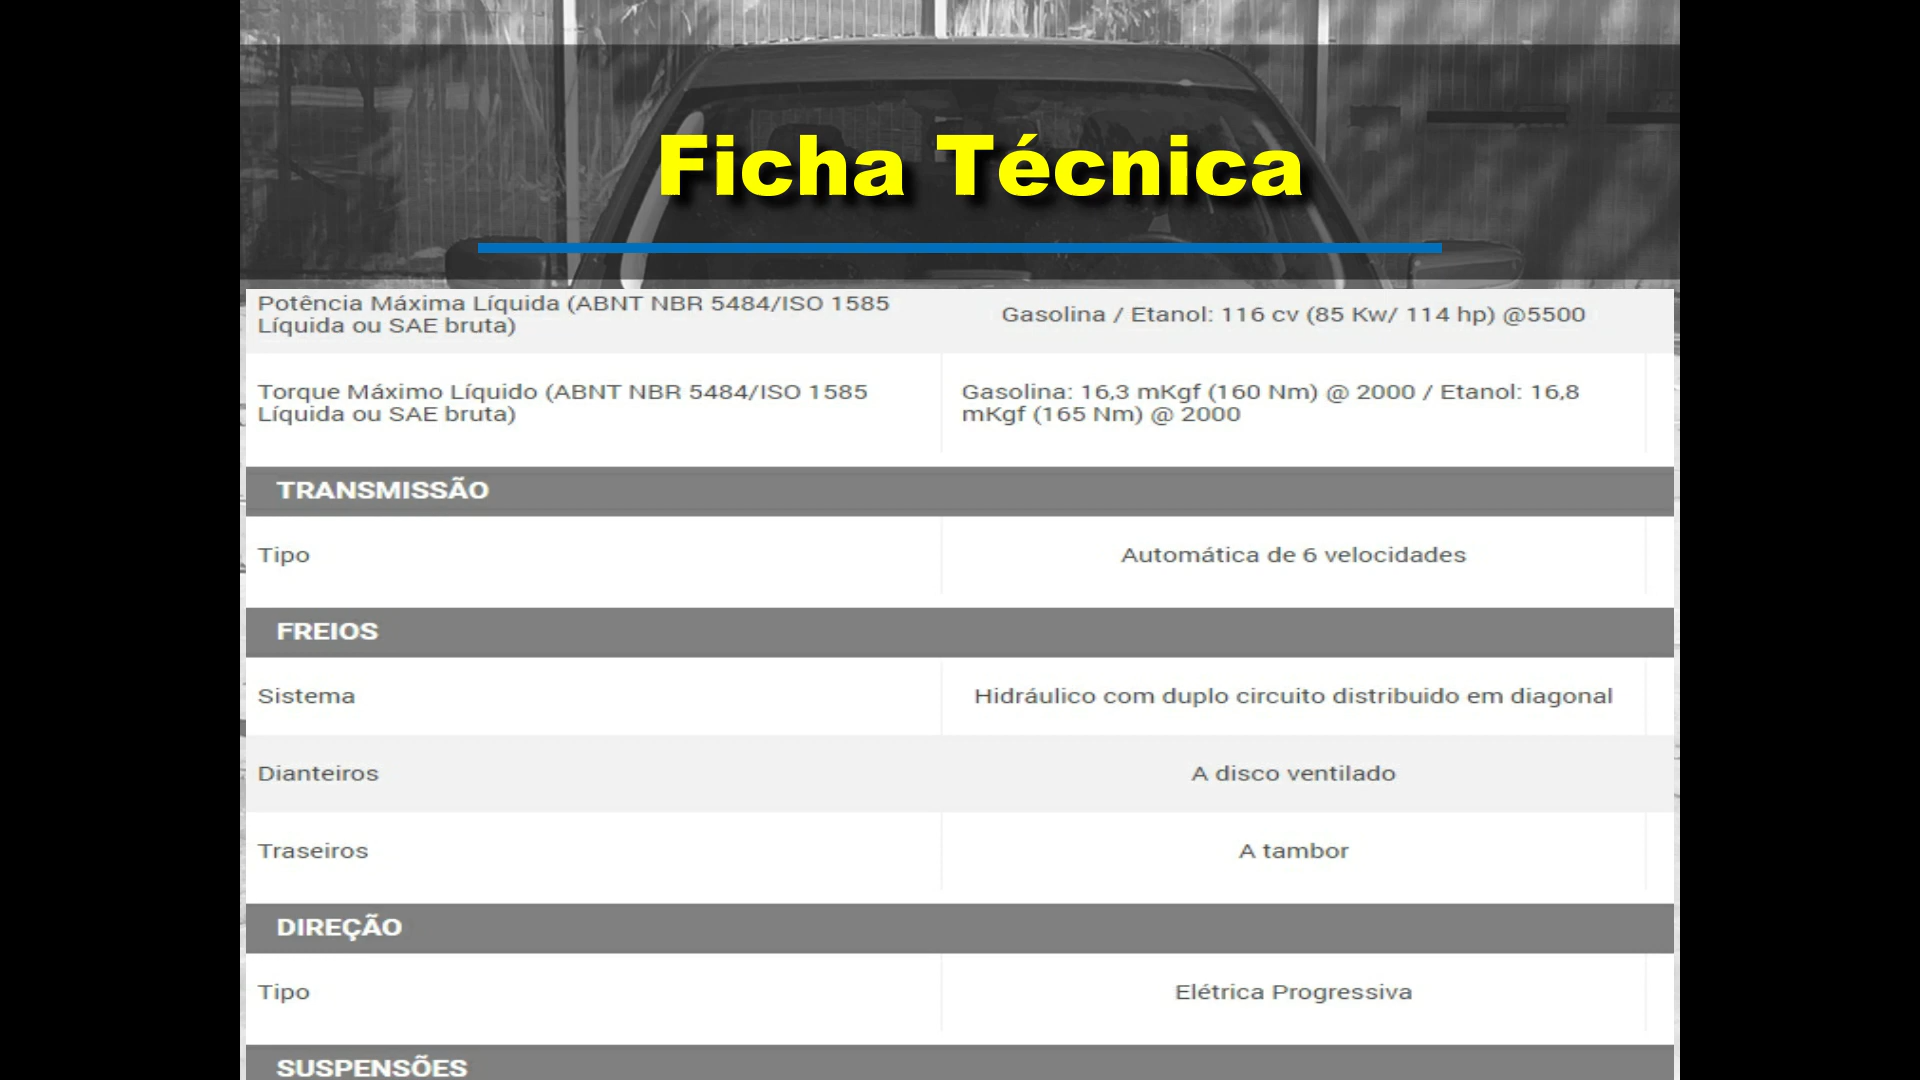 Ficha Técnica
Potência Máxima Líquida (ABNT NBR 5484/ISO 1585
Líquida ou SAE bruta)
Gasolina / Etanol: 116 cv (85 Kw/ 114 hp) @5500
Torque Máximo Líquido (ABNT NBR 5484/ISO 1585
Líquida ou SAE bruta)
Gasolina: 16,3 mKgf (160 Nm) @ 2000 / Etanol: 16,8
mKgf (165 Nm) @ 2000
TRANSMISSÃO
Tipo
Automática de 6 velocidades
FREIOS
Sistema
Hidráulico com duplo circuito distribuido em diagonal
Dianteiros
A disco ventilado
Traseiros
A tambor
DIREÇÃO
Tipo
Elétrica Progressiva
SUSPENSÕES